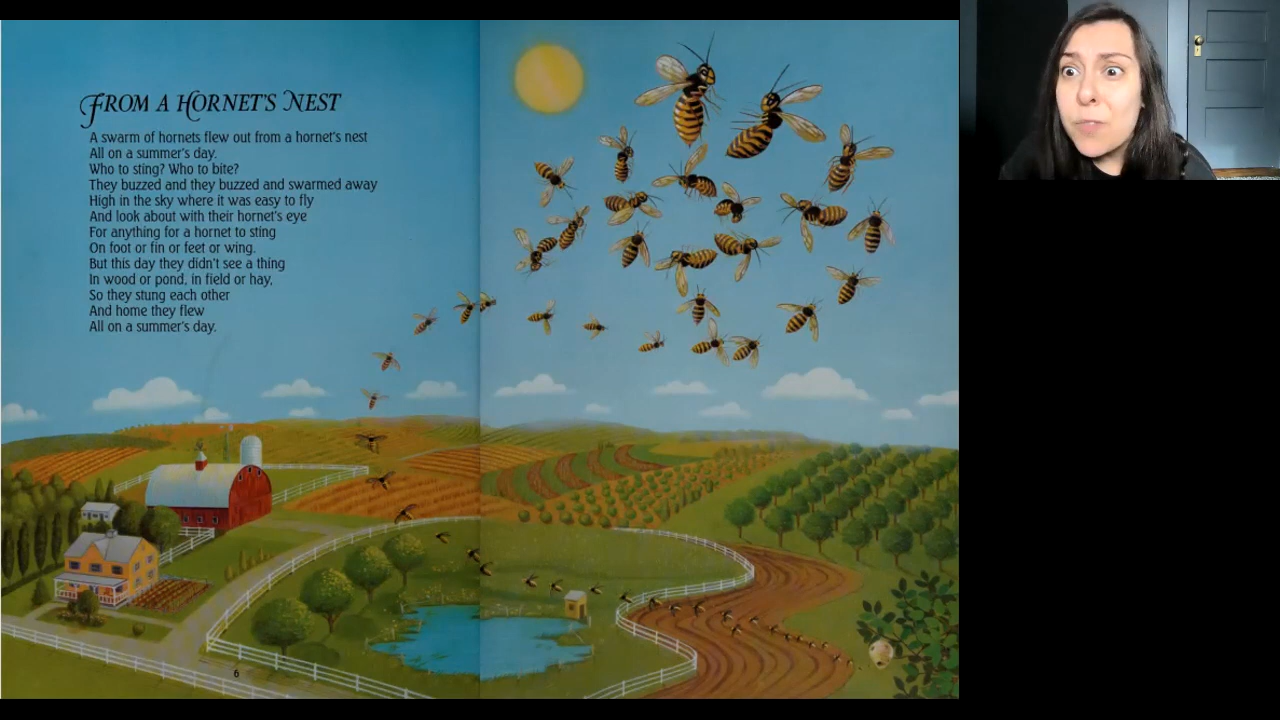 FROM A HORNET'S NEST
A swarm of hornets flew out from a hornet's nest
All on a summer's day.
Who to sting? Who to bite?
They buzzed and they buzzed and swarmed away
High in the sky where it was easy to fly
And look about with their hornet's eye
For anything for a hornet to sting
On foot or fin or feet or wing.
But this day they didn't see a thing
In wood or pond, in field or hay,
So they stung each other
And home they flew
All on a summer's day.
6